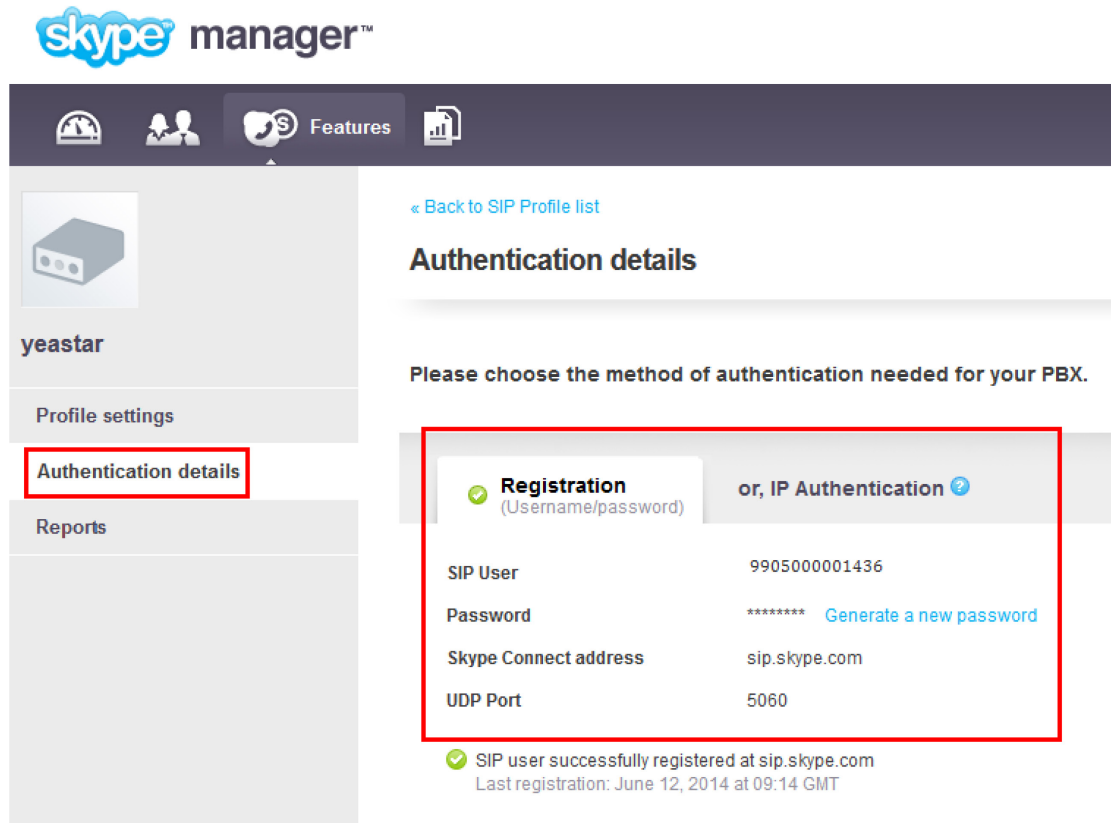 skype™ manager™
Features
« Back to SIP Profile list
Authentication details
yeastar
Profile settings
Authentication details
Reports
Please choose the method of authentication needed for your PBX.
Registration
(Username/password)
or, IP Authentication ?
SIP User 9905000001436
Password ******** Generate a new password
Skype Connect address sip.skype.com
UDP Port 5060
SIP user successfully registered at sip.skype.com
Last registration: June 12, 2014 at 09:14 GMT